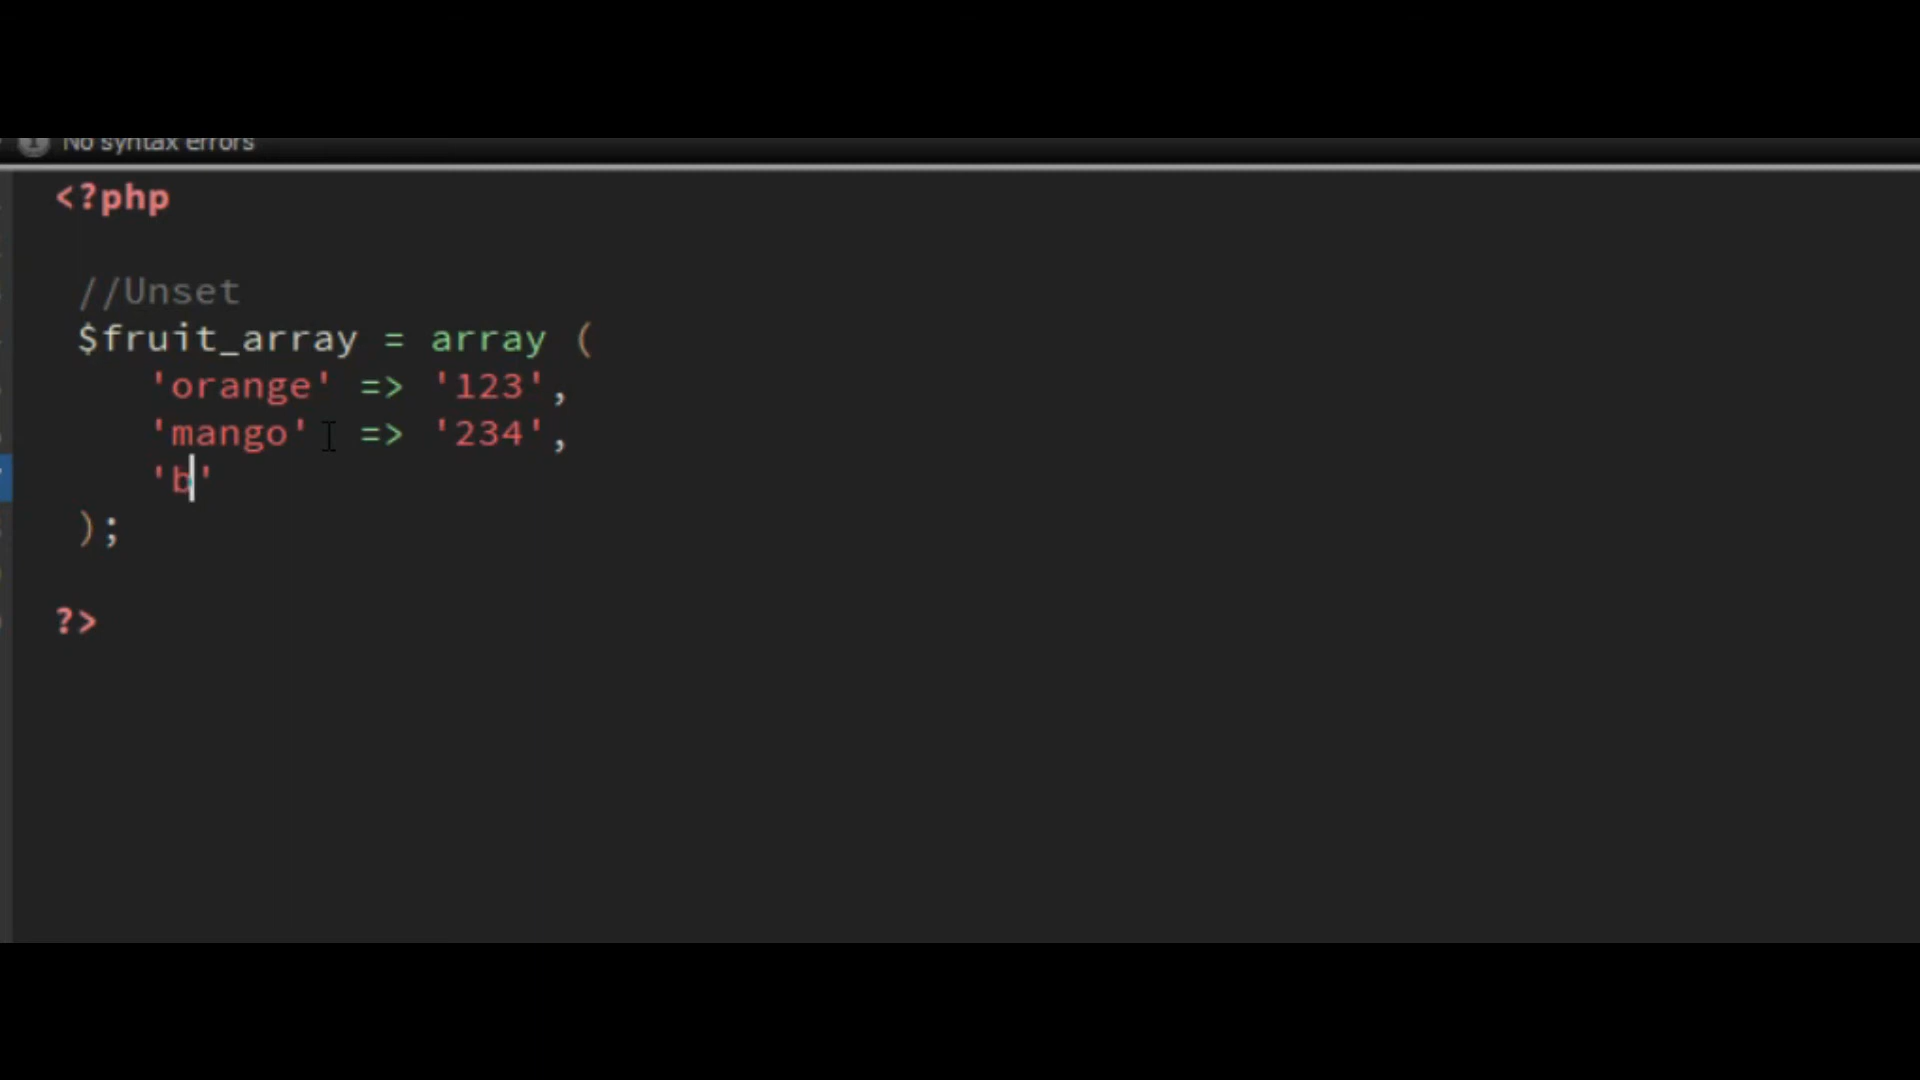 No syntax errors
<?php
//Unset
$fruit_array = array (
'orange' => '123',
'mango' => '234',
'b'
);
?>